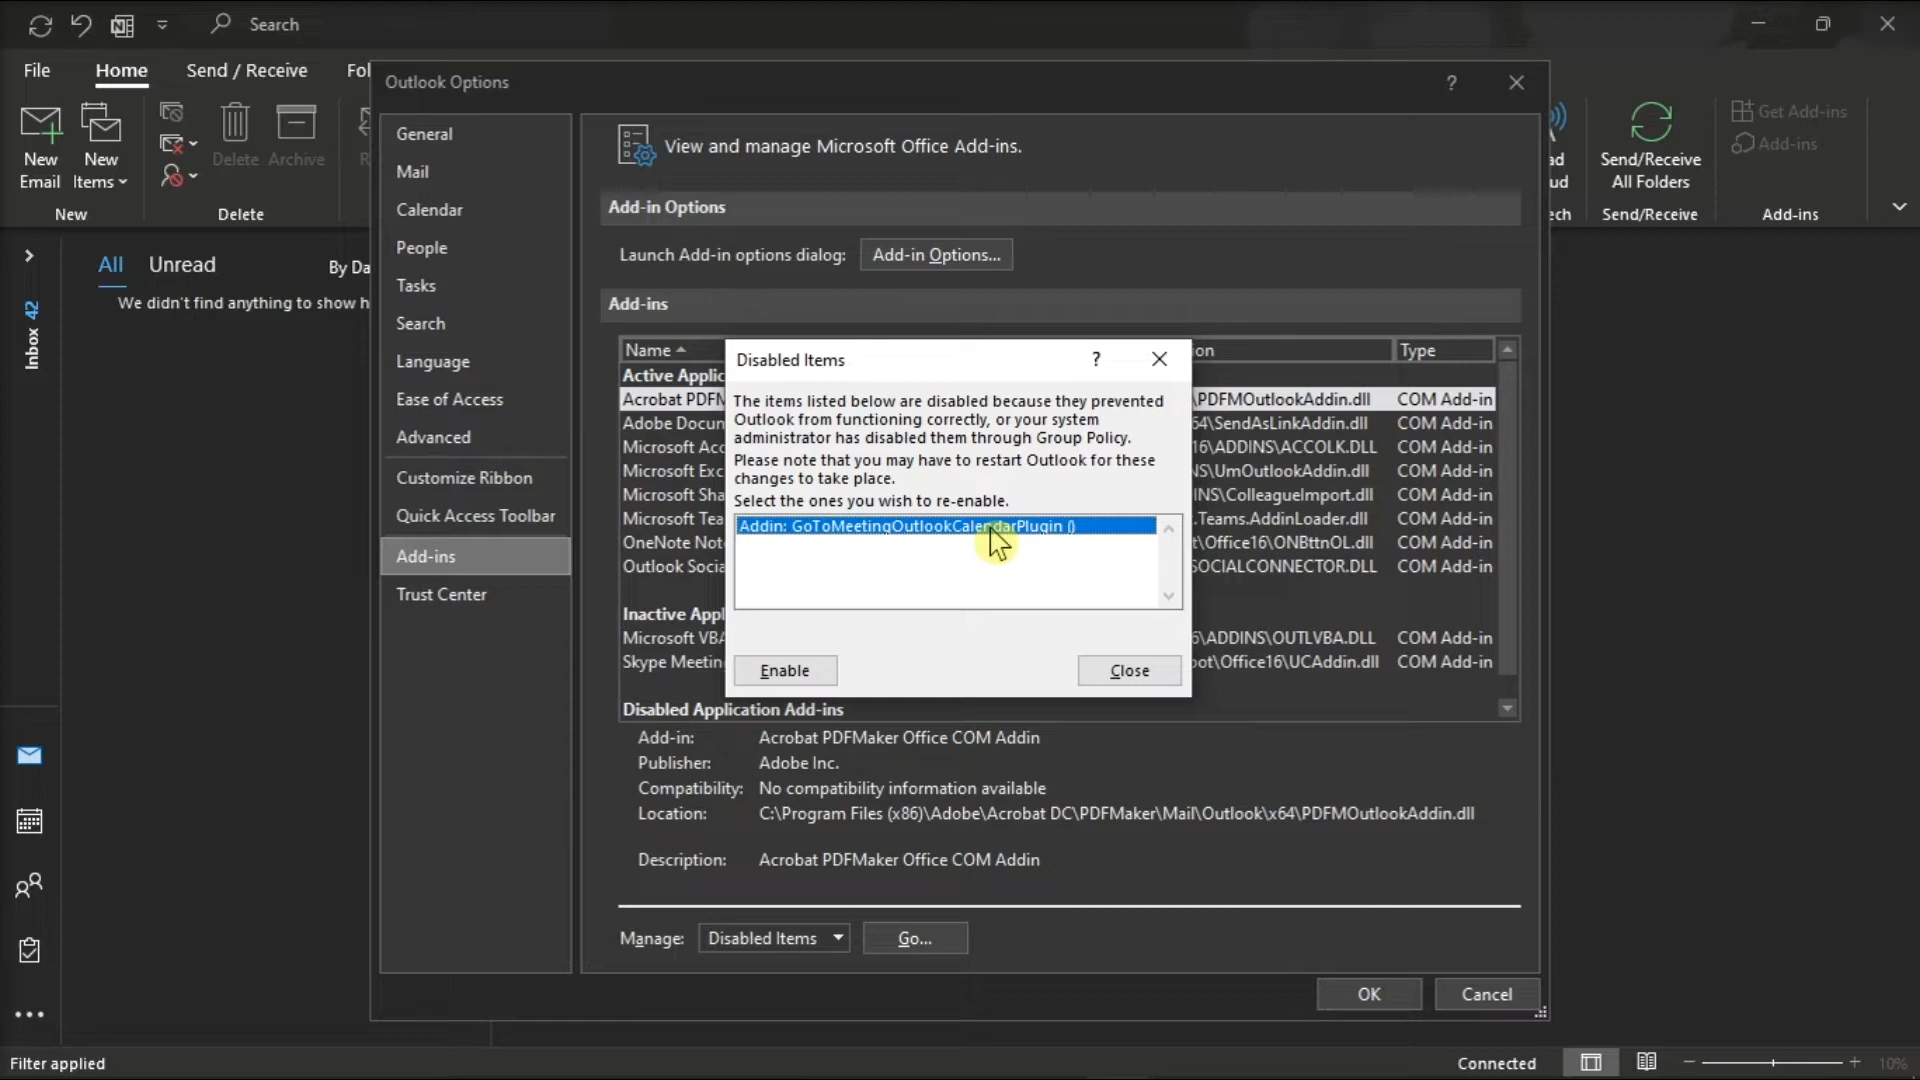 Search
File
Home
Send / Receive
Fol
New Email
New Items
Delete
Archive
R
New
Delete
ad
ud
ech
Send/Receive All Folders
Send/Receive
Get Add-ins
Add-ins
Add-ins
All
Unread
By Da
We didn't find anything to show h
Inbox 42
Outlook Options
?
General
Mail
Calendar
People
Tasks
Search
Language
Ease of Access
Advanced
Customize Ribbon
Quick Access Toolbar
Add-ins
Trust Center
View and manage Microsoft Office Add-ins.
Add-in Options
Launch Add-in options dialog:
Add-in Options...
Add-ins
Name
ion
Type
Active Applic
Acrobat PDFM
\PDFMOutlookAddin.dll
COM Add-in
Adobe Docun
64\SendAsLinkAddin.dll
COM Add-in
Microsoft Acc
16\ADDINS\ACCOLK.DLL
COM Add-in
Microsoft Exc
NS\UmOutlookAddin.dll
COM Add-in
Microsoft Sha
INS\ColleagueImport.dll
COM Add-in
Microsoft Tea
.Teams.AddinLoader.dll
COM Add-in
OneNote Not
t\Office16\ONBttnOL.dll
COM Add-in
Outlook Socia
SOCIALCONNECTOR.DLL
COM Add-in
Inactive Appl
Microsoft VBA
6\ADDINS\OUTLVBA.DLL
COM Add-in
Skype Meetin
oot\Office16\UCAddin.dll
COM Add-in
Disabled Application Add-ins
Disabled Items
?
The items listed below are disabled because they prevented
Outlook from functioning correctly, or your system
administrator has disabled them through Group Policy.
Please note that you may have to restart Outlook for these
changes to take place.
Select the ones you wish to re-enable.
Addin: GoToMeetingOutlookCalendarPlugin ()
Enable
Close
Add-in: Acrobat PDFMaker Office COM Addin
Publisher: Adobe Inc.
Compatibility: No compatibility information available
Location: C:\Program Files (x86)\Adobe\Acrobat DC\PDFMaker\Mail\Outlook\x64\PDFMOutlookAddin.dll
Description: Acrobat PDFMaker Office COM Addin
Manage:
Disabled Items
Go...
OK
Cancel
Filter applied
Connected
10%